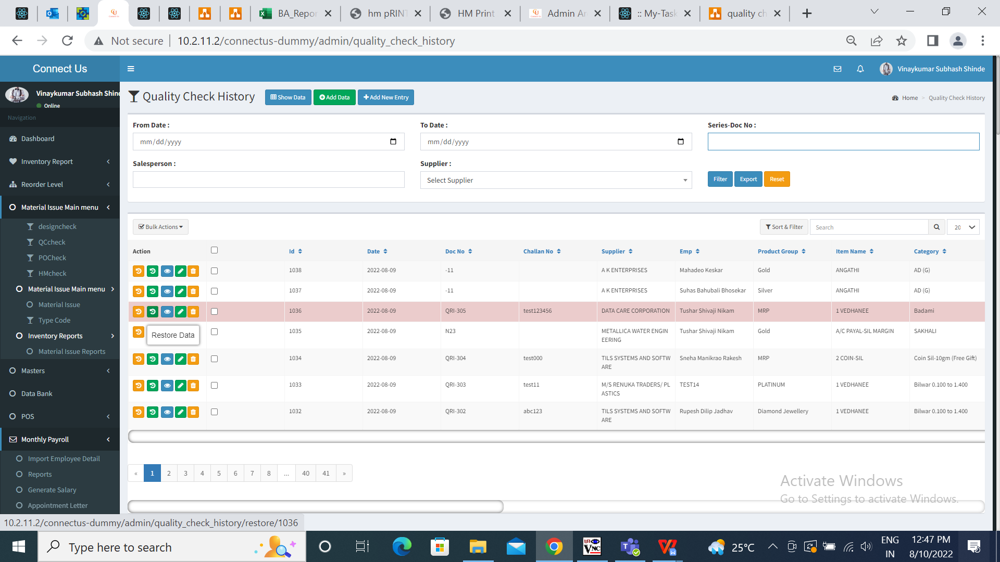 BA_Repor
hm pRINT
HM Print
Admin Ar
:: My-Task
quality ch
Not secure
10.2.11.2/connectus-dummy/admin/quality_check_history
Connect Us
Vinaykumar Subhash Shinde
Vinaykumar Subhash Shind
Online
Navigation
Dashboard
Inventory Report
Reorder Level
Material Issue Main menu
designcheck
QCcheck
POCheck
HMcheck
Material Issue Main menu
Material Issue
Type Code
Inventory Reports
Material Issue Reports
Masters
Data Bank
POS
Monthly Payroll
Import Employee Detail
Reports
Generate Salary
Appointment Letter
Quality Check History
Show Data
Add Data
Add New Entry
Home > Quality Check History
From Date :
To Date :
Series-Doc No :
mm/dd/yyyy
mm/dd/yyyy
Salesperson :
Supplier :
Select Supplier
Filter
Export
Reset
Bulk Actions
Sort & Filter
Search
20
Action Id Date Doc No Challan No Supplier Emp Product Group Item Name Category
1038 2022-08-09 -11 A K ENTERPRISES Mahadeo Keskar Gold ANGATHI AD (G)
1037 2022-08-09 -11 A K ENTERPRISES Suhas Bahubali Bhosekar Silver ANGATHI AD (G)
1036 2022-08-09 QRI-305 test123456 DATA CARE CORPORATION Tushar Shivaji Nikam MRP 1 VEDHANEE Badami
Restore Data
1035 2022-08-09 N23 METALLICA WATER ENGIN Tushar Shivaji Nikam Gold A/C PAYAL-SIL MARGIN SAKHALI
EERING
1034 2022-08-09 QRI-304 test000 TILS SYSTEMS AND SOFTW Sneha Manikrao Rakesh MRP 2 COIN-SIL Coin Sil-10gm (Free Gift)
ARE
1033 2022-08-09 QRI-303 test11 M/S RENUKA TRADERS/ PL TEST14 PLATINUM 1 VEDHANEE Bilwar 0.100 to 1.400
ASTICS
1032 2022-08-09 QRI-302 abc123 TILS SYSTEMS AND SOFTW Rupesh Dilip Jadhav Diamond Jewellery 1 VEDHANEE Bilwar 0.100 to 1.400
ARE
« 1 2 3 4 5 6 7 8 ... 40 41 »
Activate Windows
Go to Settings to activate Windows.
10.2.11.2/connectus-dummy/admin/quality_check_history/restore/1036
Type here to search
25°C
ENG
IN
12:47 PM
8/10/2022